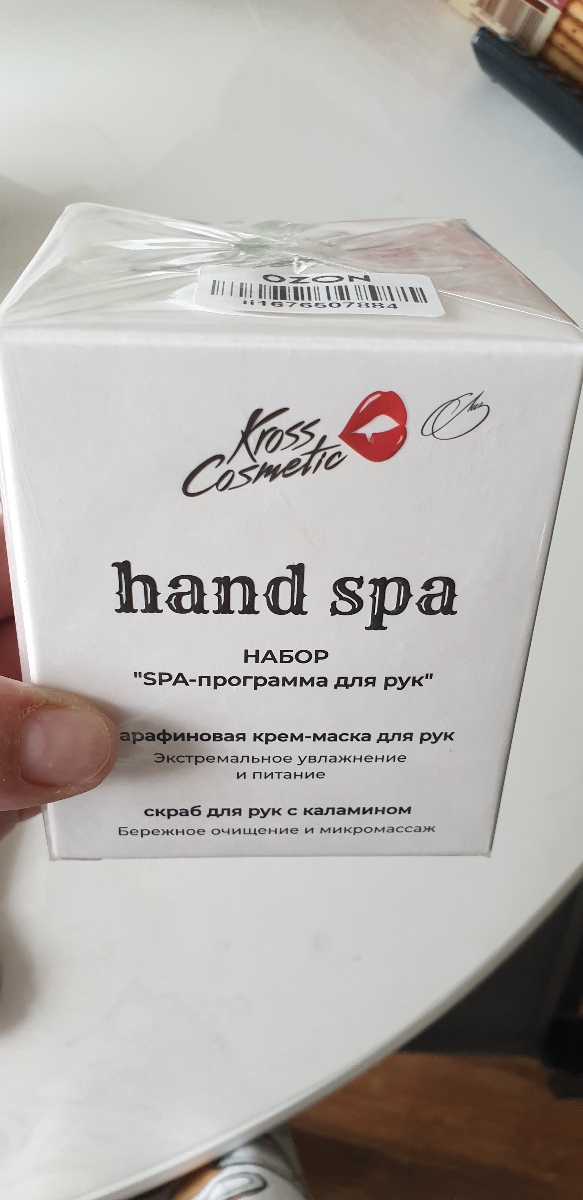 OZON
ii1676507884
Kross
Cosmetic
hand spa
НАБОР
"SPA-программа для рук"
арафиновая крем-маска для рук
Экстремальное увлажнение
и питание
скраб для рук с каламином
Бережное очищение и микромассаж